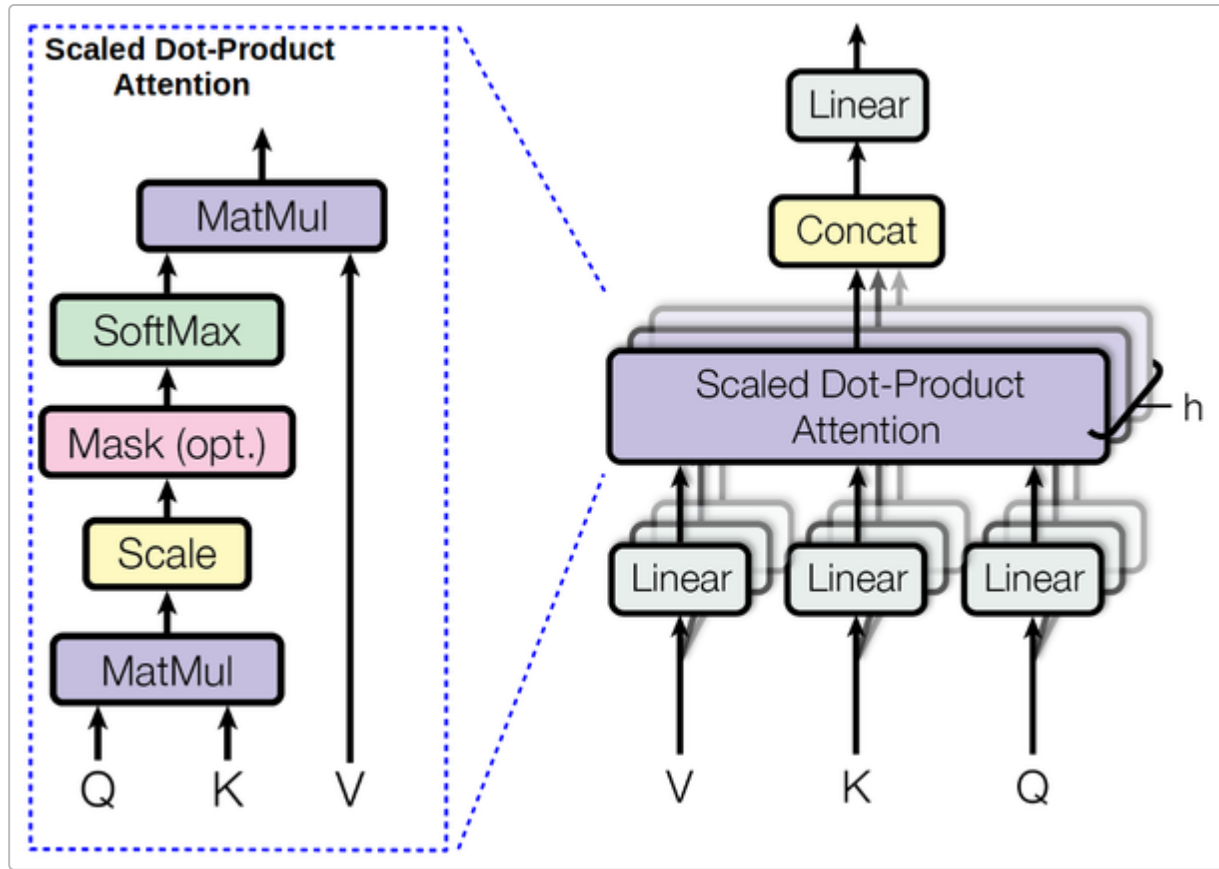 Scaled Dot-Product
Attention
MatMul
SoftMax
Mask (opt.)
Scale
MatMul
Q K V
Linear
Concat
Scaled Dot-Product
Attention
h
Linear Linear Linear
V K Q